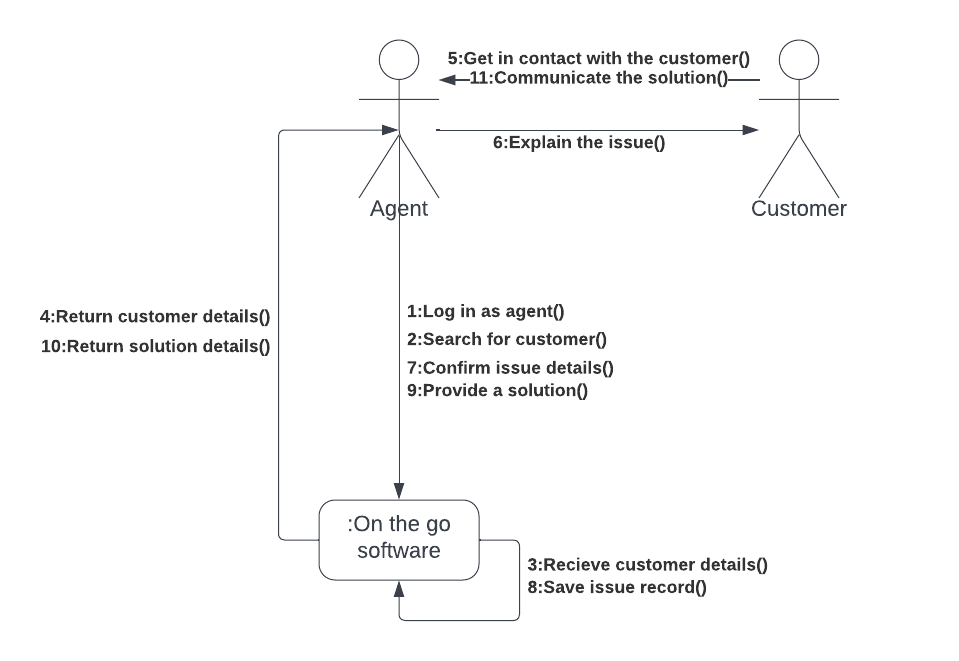 5:Get in contact with the customer()
11:Communicate the solution()
6:Explain the issue()
Agent
Customer
4:Return customer details()
10:Return solution details()
1:Log in as agent()
2:Search for customer()
7:Confirm issue details()
9:Provide a solution()
:On the go
software
3:Recieve customer details()
8:Save issue record()